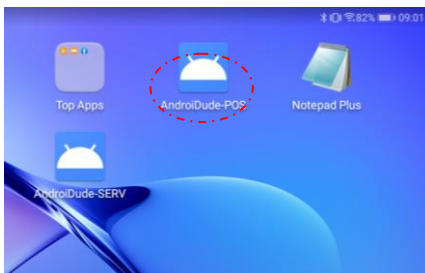 82% 09:01
Top Apps
AndroiDude-POS
Notepad Plus
AndroiDude-SERV